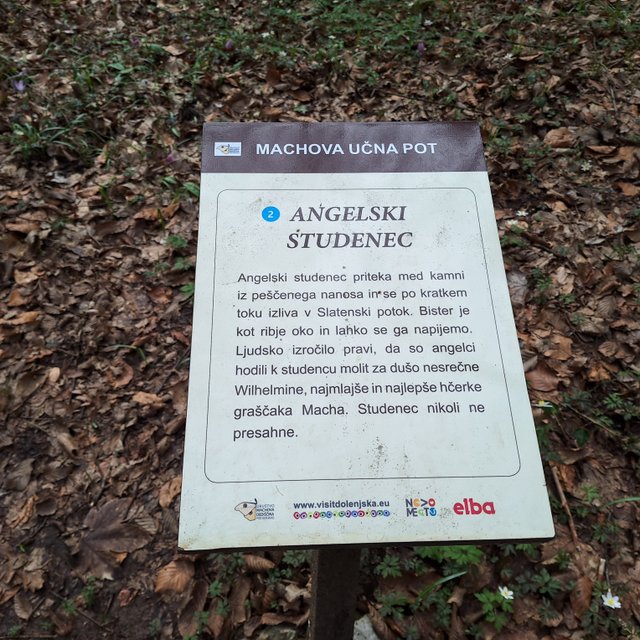 MACHOVA UČNA POT
2 ANGELSKI
STUDENEC
Angelski studenec priteka med kamni
iz peščenega nanosa in se po kratkem
toku izliva v Slatenski potok. Bister je
kot ribje oko in lahko se ga napijemo.
Ljudsko izročilo pravi, da so angelci
hodili k studencu molit za dušo nesrečne
Wilhelmine, najmlajše in najlepše hčerke
graščaka Macha. Studenec nikoli ne
presahne.
www.visitdolenjska.eu
NOVO
MESTO
elba